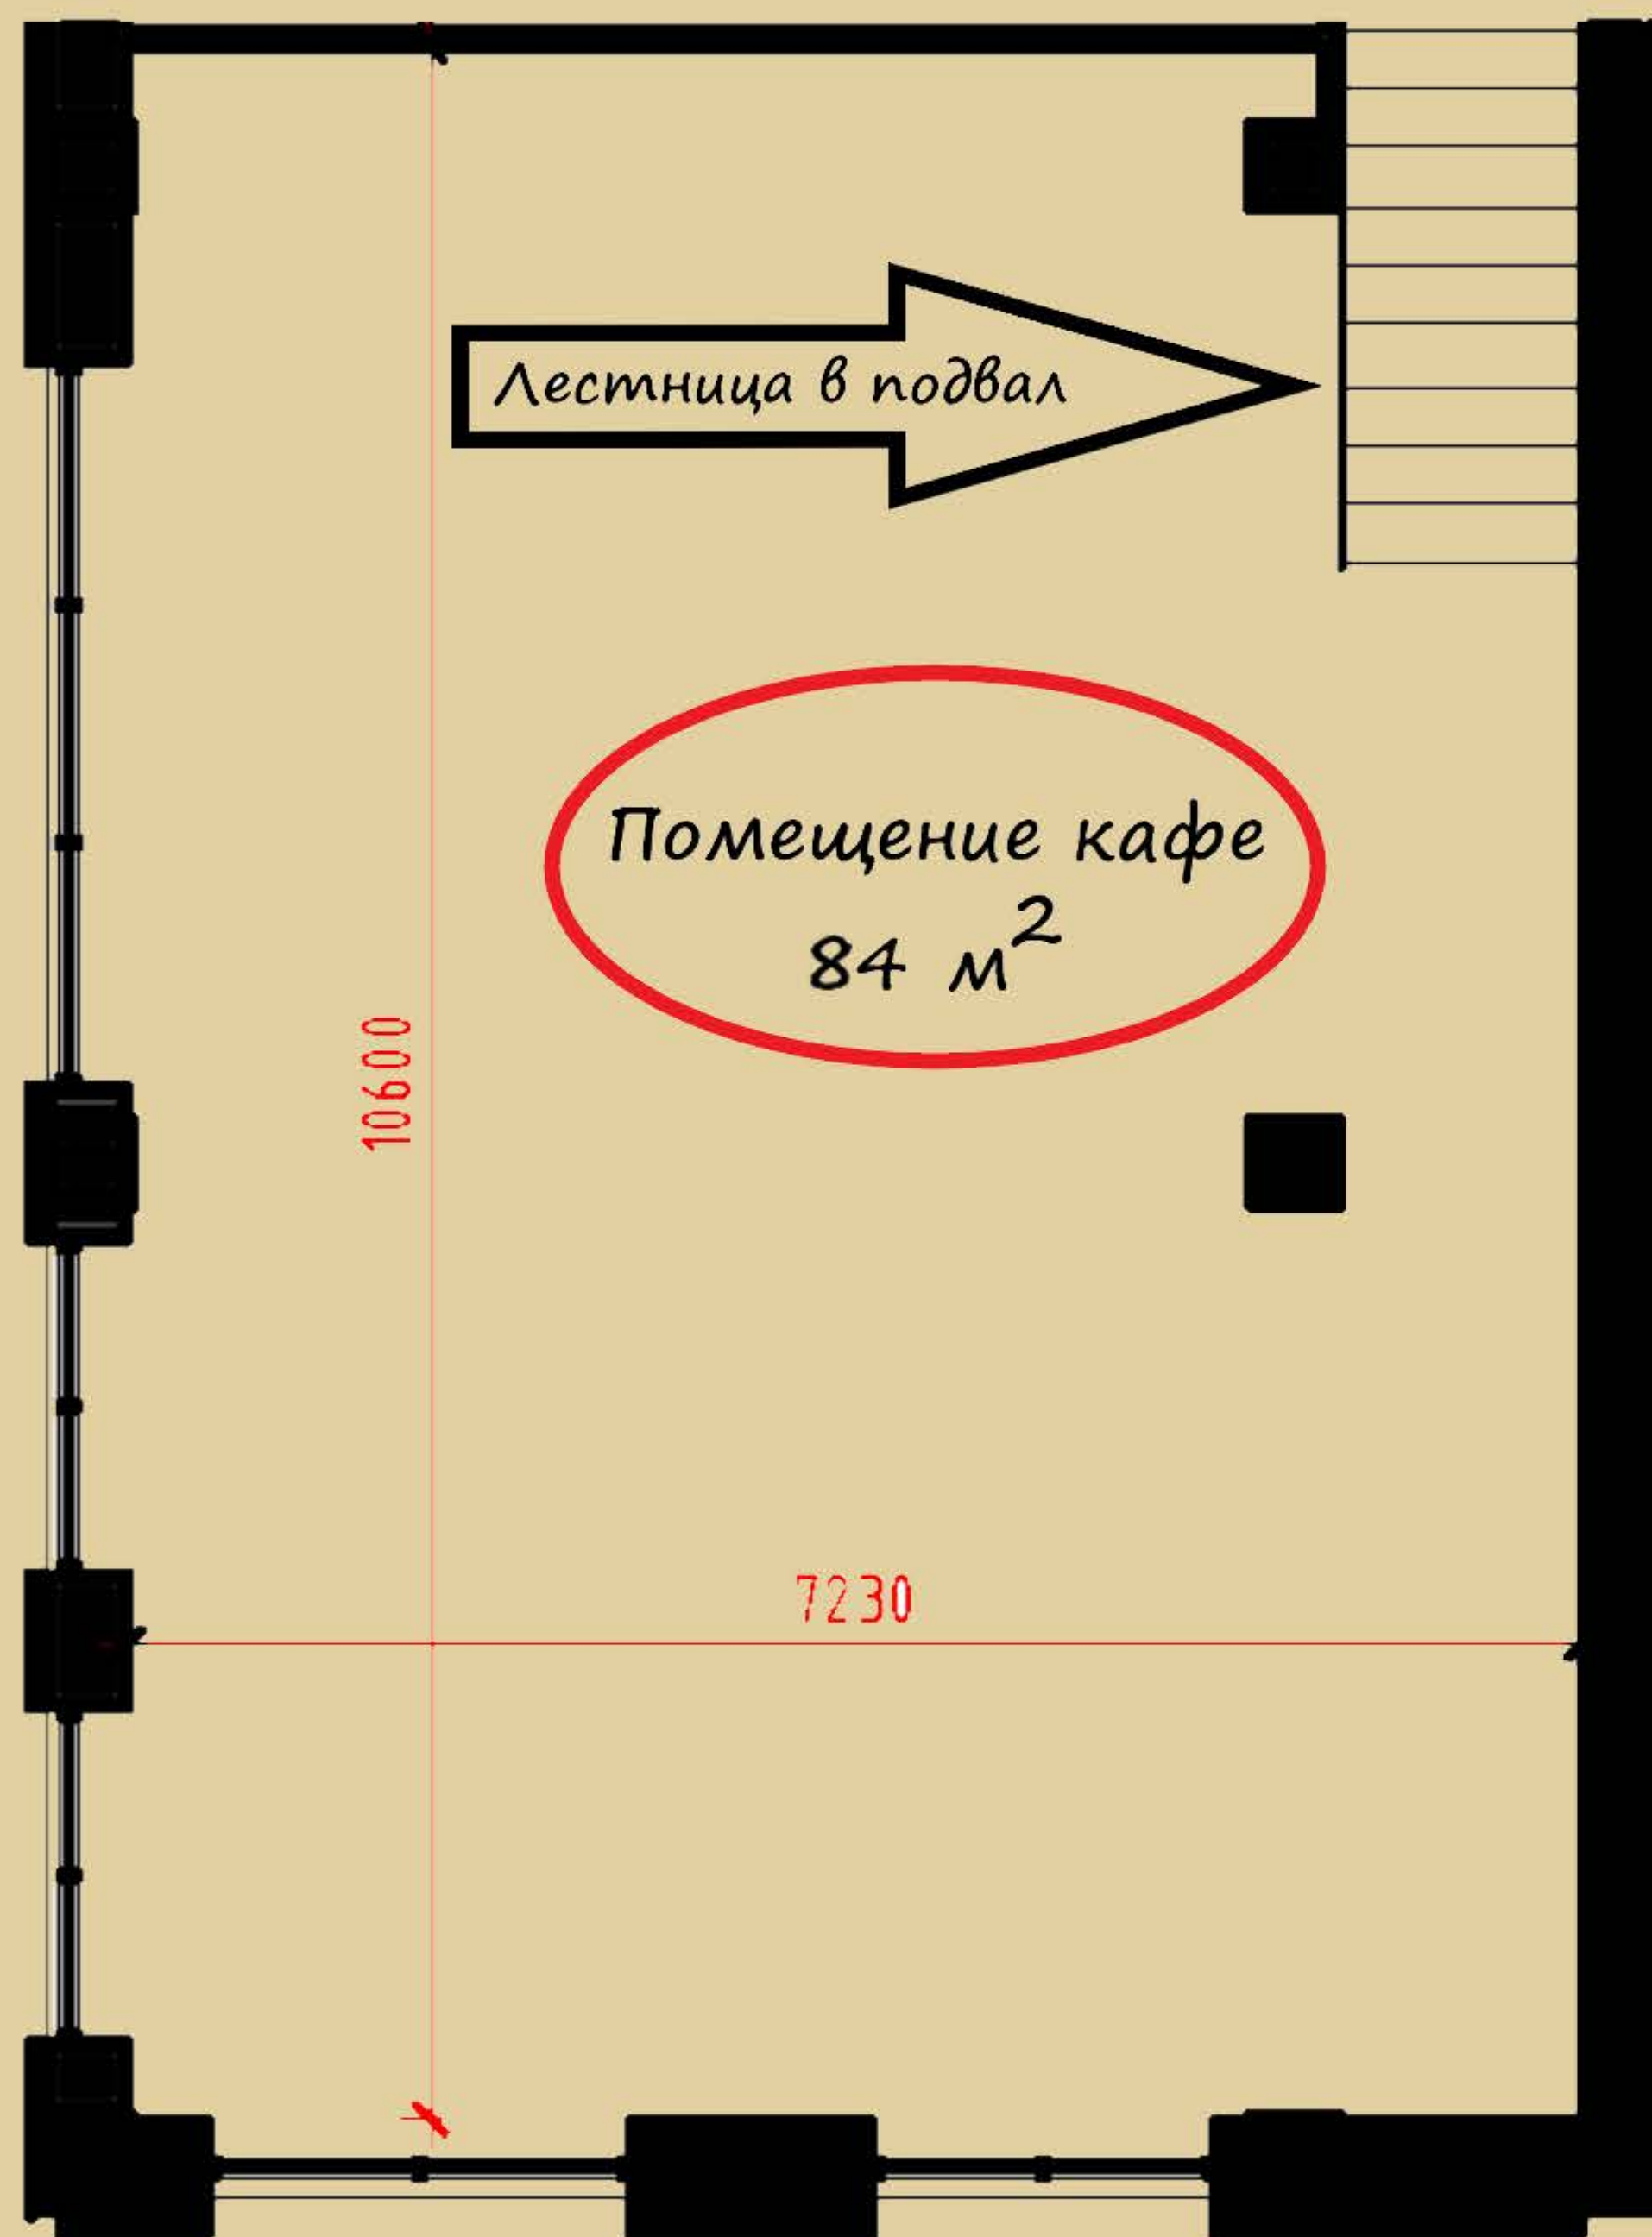 Лестница в подвал
Помещение кафе
84 м²
10600
7230